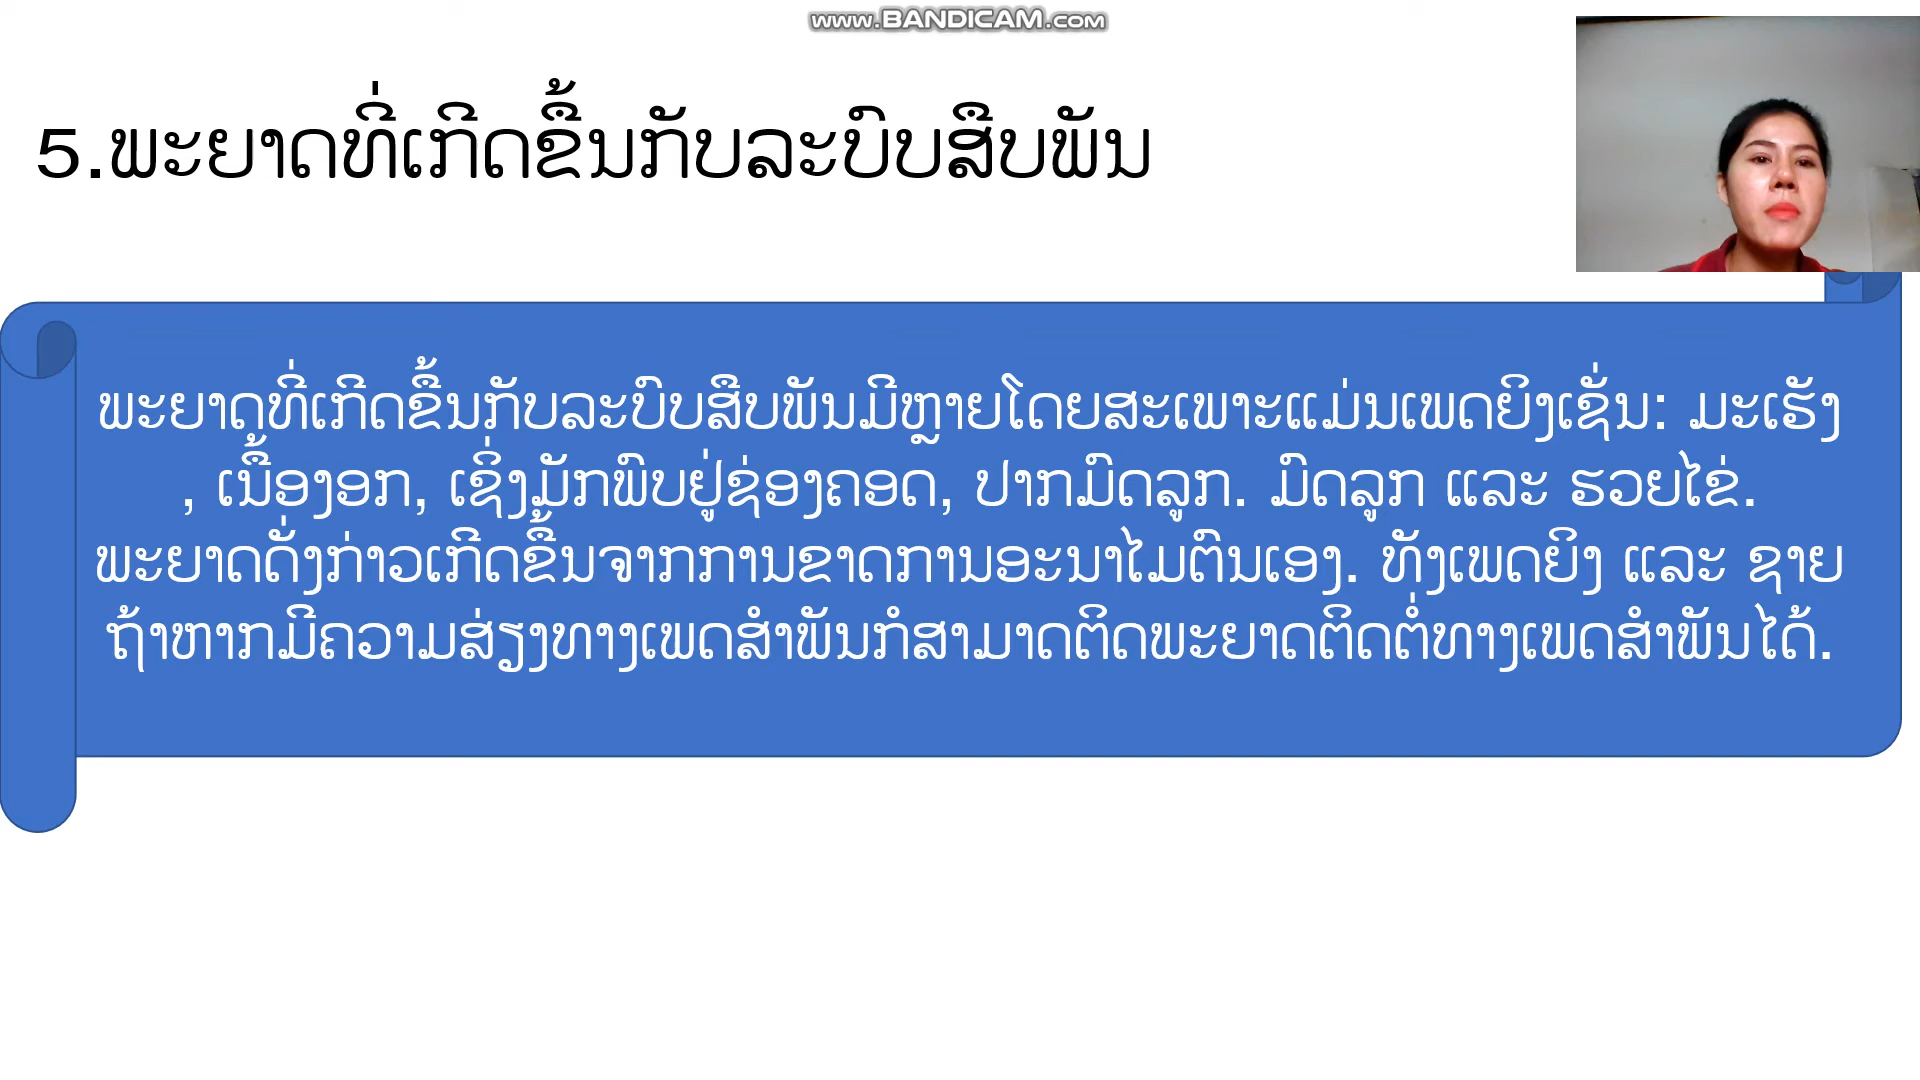 www.BANDICAM.com
5.ພະຍາດທີ່ເກີດຂຶ້ນກັບລະບົບສືບພັນ
ພະຍາດທີ່ເກີດຂຶ້ນກັບລະບົບສືບພັນມີຫຼາຍໂດຍສະເພາະແມ່ນເພດຍິງເຊັ່ນ: ມະເຮັງ
, ເນື້ອງອກ, ເຊິ່ງມັກພົບຢູ່ຊ່ອງຄອດ, ປາກມົດລູກ. ມົດລູກ ແລະ ຮວຍໄຂ່.
ພະຍາດດັ່ງກ່າວເກີດຂຶ້ນຈາກການຂາດການອະນາໄມຕົນເອງ. ທັງເພດຍິງ ແລະ ຊາຍ
ຖ້າຫາກມີຄວາມສ່ຽງທາງເພດສຳພັນກໍສາມາດຕິດພະຍາດຕິດຕໍ່ທາງເພດສຳພັນໄດ້.